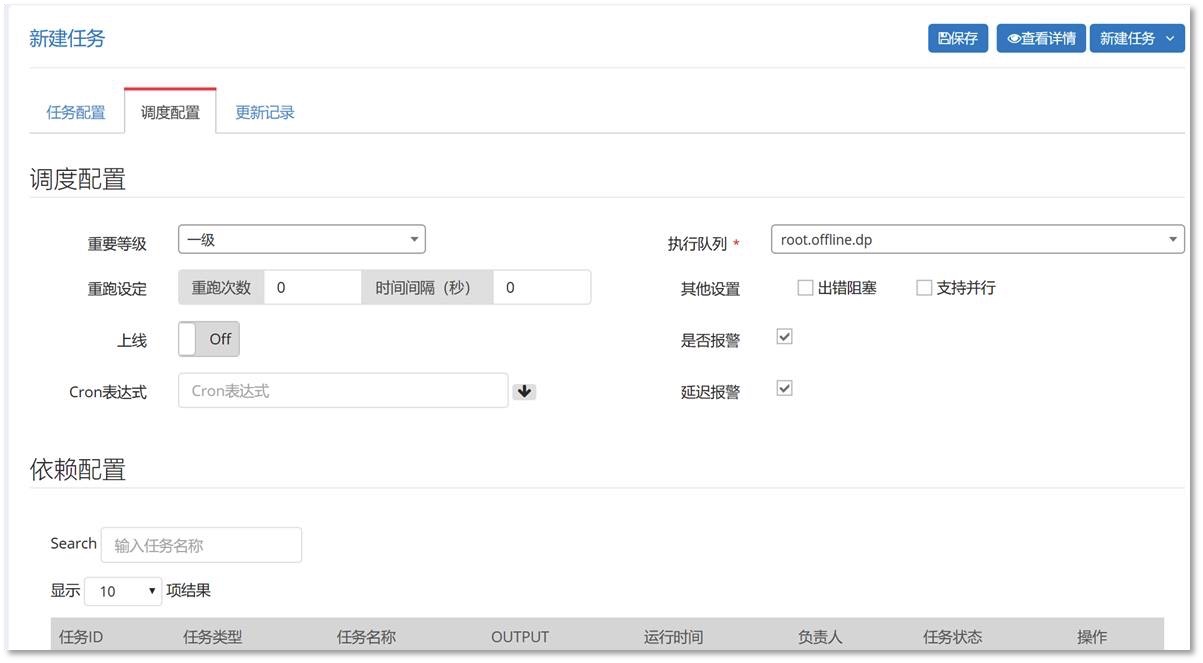 新建任务 保存 查看详情 新建任务
任务配置 调度配置 更新记录
调度配置
重要等级 一级 执行队列 * root.offline.dp
重跑设定 重跑次数 0 时间间隔（秒） 0 其他设置 出错阻塞 支持并行
上线 Off 是否报警
Cron表达式 Cron表达式 延迟报警
依赖配置
Search 输入任务名称
显示 10 项结果
任务ID 任务类型 任务名称 OUTPUT 运行时间 负责人 任务状态 操作